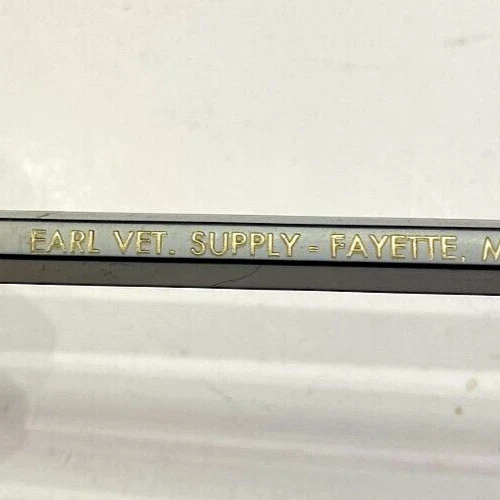 EARL VET. SUPPLY - FAYETTE, M